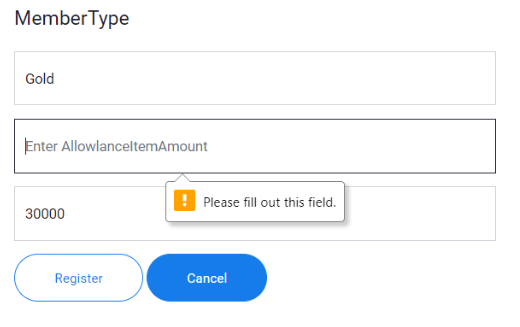 MemberType
Gold
Enter AllowlanceItemAmount
! Please fill out this field.
30000
Register Cancel